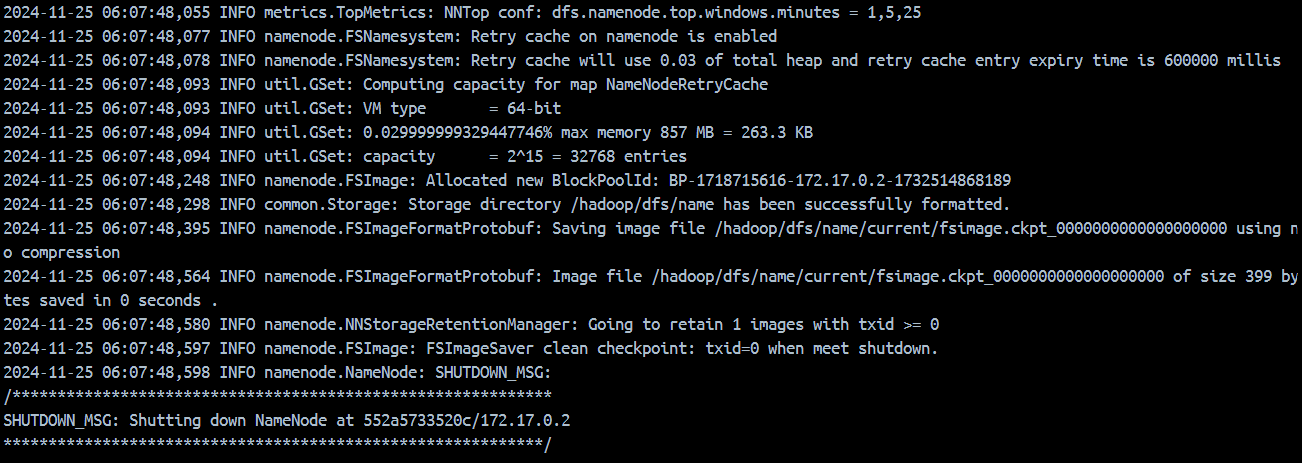 2024-11-25 06:07:48,055 INFO metrics.TopMetrics: NNTop conf: dfs.namenode.top.windows.minutes = 1,5,25
2024-11-25 06:07:48,077 INFO namenode.FSNamesystem: Retry cache on namenode is enabled
2024-11-25 06:07:48,078 INFO namenode.FSNamesystem: Retry cache will use 0.03 of total heap and retry cache entry expiry time is 600000 millis
2024-11-25 06:07:48,093 INFO util.GSet: Computing capacity for map NameNodeRetryCache
2024-11-25 06:07:48,093 INFO util.GSet: VM type       = 64-bit
2024-11-25 06:07:48,094 INFO util.GSet: 0.029999999329447746% max memory 857 MB = 263.3 KB
2024-11-25 06:07:48,094 INFO util.GSet: capacity      = 2^15 = 32768 entries
2024-11-25 06:07:48,248 INFO namenode.FSImage: Allocated new BlockPoolId: BP-1718715616-172.17.0.2-1732514868189
2024-11-25 06:07:48,298 INFO common.Storage: Storage directory /hadoop/dfs/name has been successfully formatted.
2024-11-25 06:07:48,395 INFO namenode.FSImageFormatProtobuf: Saving image file /hadoop/dfs/name/current/fsimage.ckpt_0000000000000000000 using n
o compression
2024-11-25 06:07:48,564 INFO namenode.FSImageFormatProtobuf: Image file /hadoop/dfs/name/current/fsimage.ckpt_0000000000000000000 of size 399 by
tes saved in 0 seconds .
2024-11-25 06:07:48,580 INFO namenode.NNStorageRetentionManager: Going to retain 1 images with txid >= 0
2024-11-25 06:07:48,597 INFO namenode.FSImage: FSImageSaver clean checkpoint: txid=0 when meet shutdown.
2024-11-25 06:07:48,598 INFO namenode.NameNode: SHUTDOWN_MSG:
/************************************************************
SHUTDOWN_MSG: Shutting down NameNode at 552a5733520c/172.17.0.2
************************************************************/